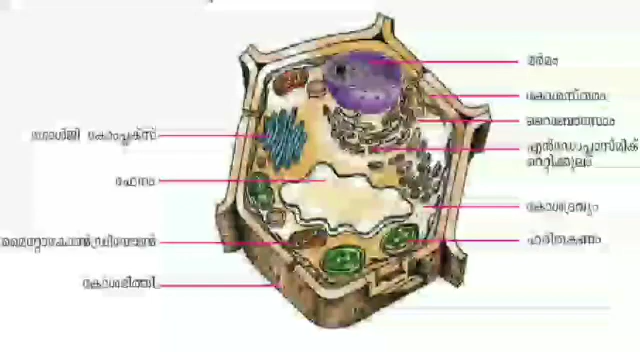 മർമം
കോശസ്തരം
റൈബോസോം
എൻഡോപ്ലാസ്മിക്
റെറ്റിക്കുലം
ഗോൾജി കോംപ്ലക്സ്
ഫേനം
കോശദ്രവ്യം
ഹരിതകണം
മൈറ്റോകോൺഡ്രിയോൺ
കോശഭിത്തി